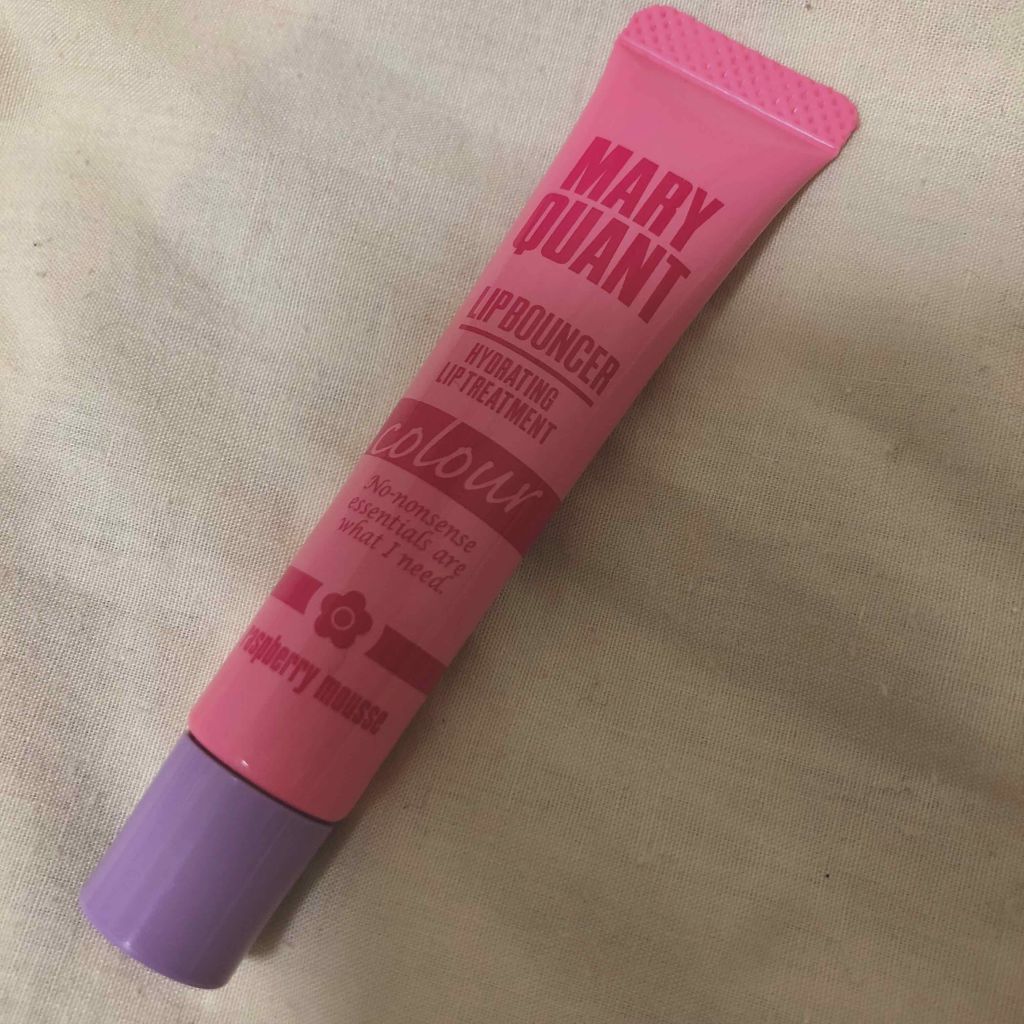 MARY
QUANT
LIPBOUNCER
HYDRATING
LIP TREATMENT
colour
No-nonsense
essentials are
what I need.
raspberry mousse